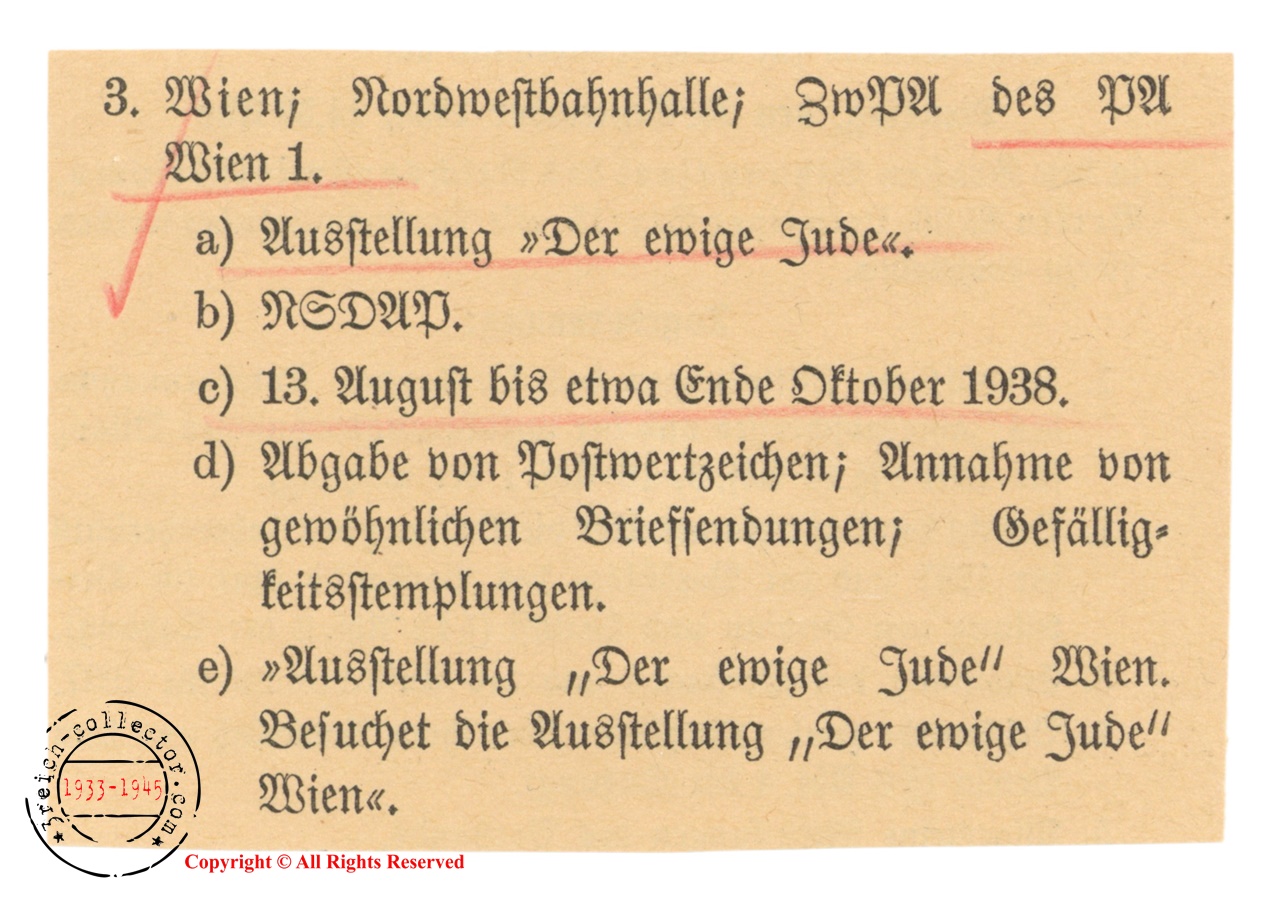 3. Wien; Nordwestbahnhalle; ZwPA des PA
Wien 1.
a) Ausstellung »Der ewige Jude«.
b) NSDAP.
c) 13. August bis etwa Ende Oktober 1938.
d) Abgabe von Postwertzeichen; Annahme von
gewöhnlichen Briefsendungen; Gefällig-
keitsstemplungen.
e) »Ausstellung „Der ewige Jude" Wien.
Besuchet die Ausstellung „Der ewige Jude"
Wien«.
3reich-collector.com
1933-1945
Copyright © All Rights Reserved